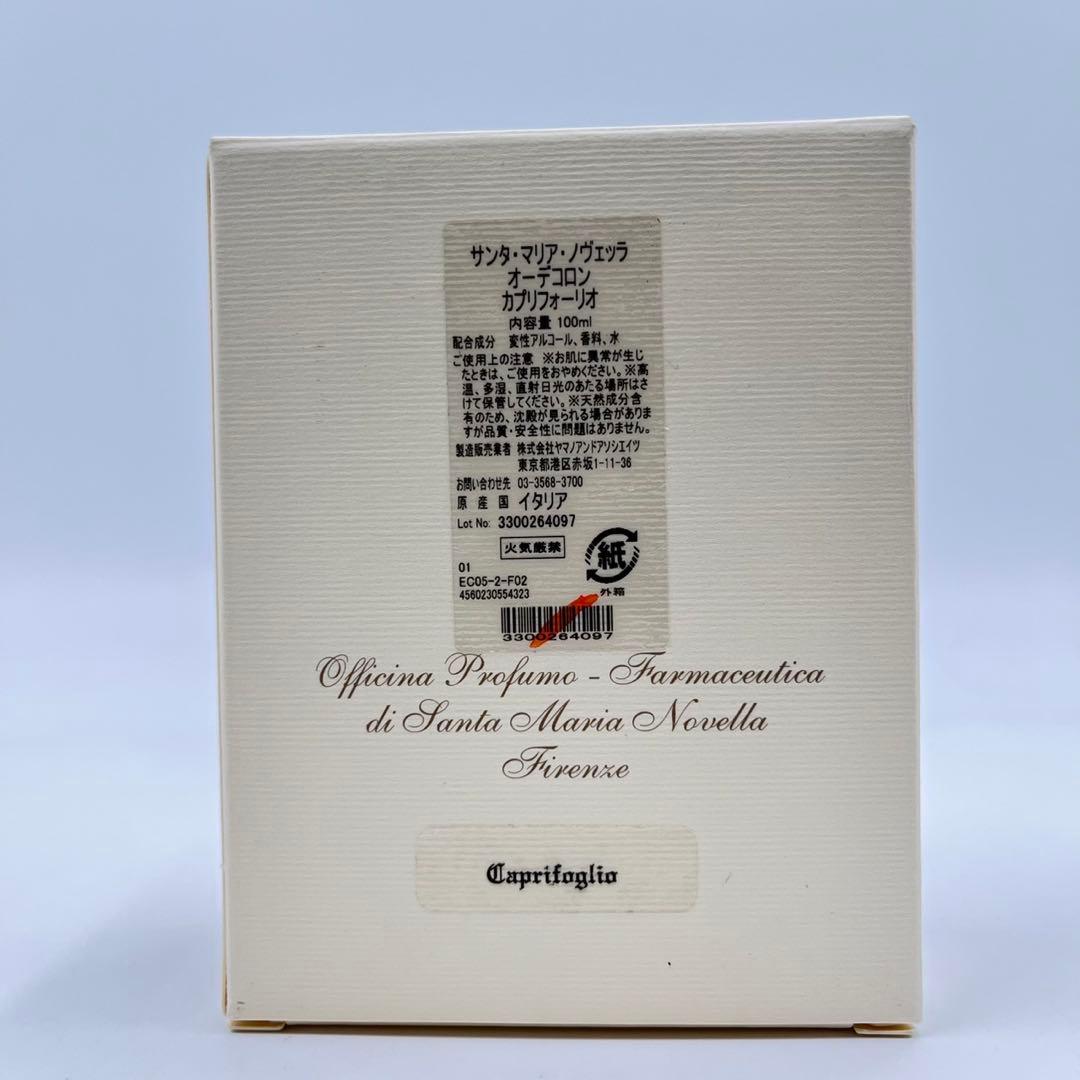 サンタ・マリア・ノヴェッラ
オーデコロン
カプリフォーリオ
内容量 100ml
配合成分 変性アルコール、香料、水
ご使用上の注意 ※お肌に異常が生じ
たときは、ご使用をおやめください。※高
温、多湿、直射日光のあたる場所はさ
けて保管してください。※天然成分含
有のため、沈殿が見られる場合がありま
すが品質・安全性に問題はありません。
製造販売業者 株式会社ヤマノアンドアソシエイツ
東京都港区赤坂1-11-36
お問い合わせ先 03-3568-3700
原産国 イタリア
Lot No: 3300264097
火気厳禁
紙
外箱
01
EC05-2-F02
4560230554323
3300264097
Officina Profumo - Farmaceutica
di Santa Maria Novella
Firenze
Caprifoglio